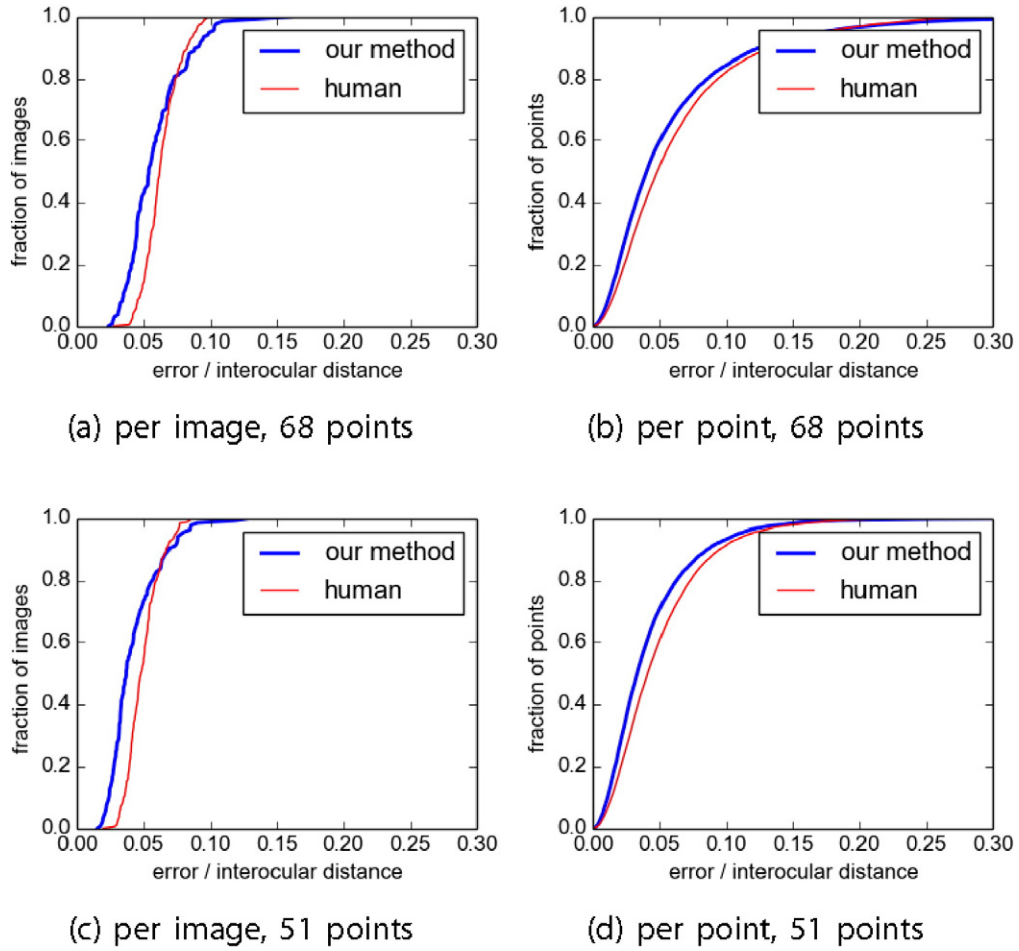 1.0
0.8
0.6
0.4
0.2
0.0
fraction of images
0.00 0.05 0.10 0.15 0.20 0.25 0.30
error / interocular distance
our method
human
(a) per image, 68 points
1.0
0.8
0.6
0.4
0.2
0.0
fraction of points
0.00 0.05 0.10 0.15 0.20 0.25 0.30
error / interocular distance
our method
human
(b) per point, 68 points
1.0
0.8
0.6
0.4
0.2
0.0
fraction of images
0.00 0.05 0.10 0.15 0.20 0.25 0.30
error / interocular distance
our method
human
(c) per image, 51 points
1.0
0.8
0.6
0.4
0.2
0.0
fraction of points
0.00 0.05 0.10 0.15 0.20 0.25 0.30
error / interocular distance
our method
human
(d) per point, 51 points